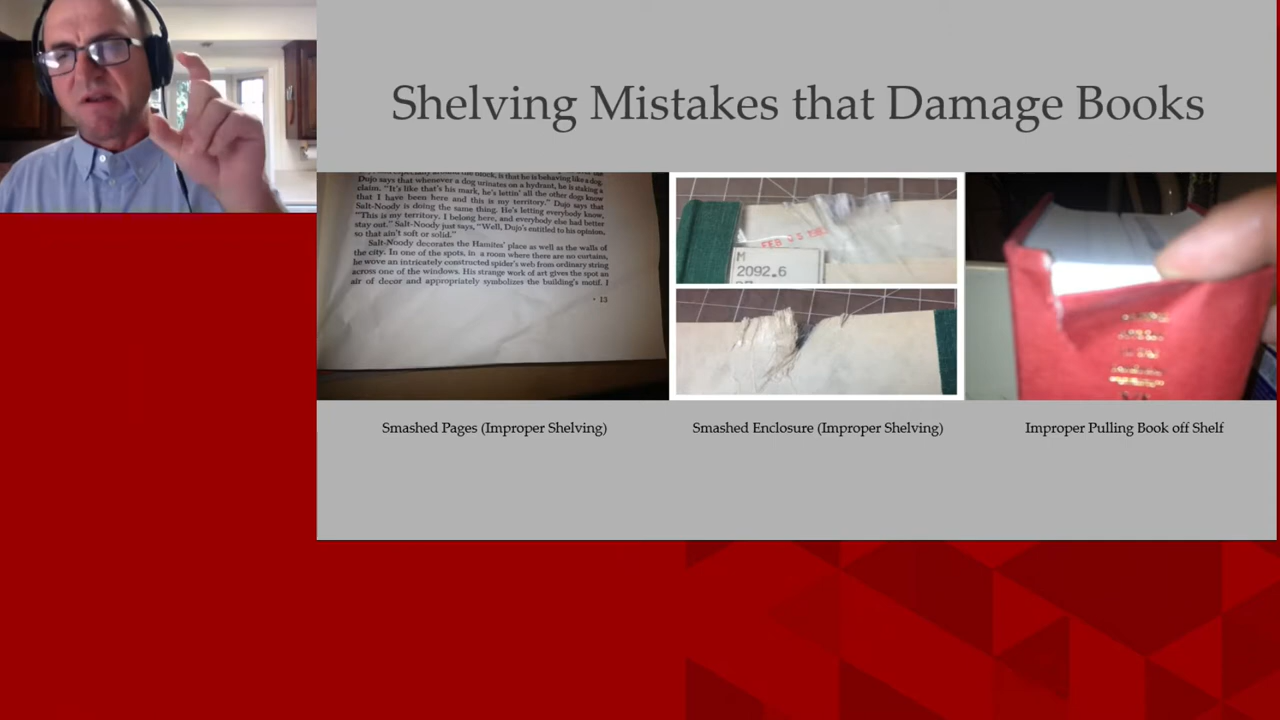 Shelving Mistakes that Damage Books
Dujo says that whenever a dog urinates on a hydrant, he is staking a
claim. "It's like that's his mark, he's lettin' all the other dogs know
that I have been here and this is my territory." Dujo says that
Salt-Noody is doing the same thing. He's letting everybody know,
"This is my territory. I belong here, and everybody else had better
stay out." Salt-Noody just says, "Well, Dujo's entitled to his opinion,
so that ain't soft or solid."
Salt-Noody decorates the Hamites' place as well as the walls of
the city. In one of the spots, in a room where there are no curtains,
he wove an intricately constructed spider's web from ordinary string
across one of the windows. His strange work of art gives the spot an
air of decor and appropriately symbolizes the building's motif. I
· 13
FEB
M
2092.6
Smashed Pages (Improper Shelving)
Smashed Enclosure (Improper Shelving)
Improper Pulling Book off Shelf